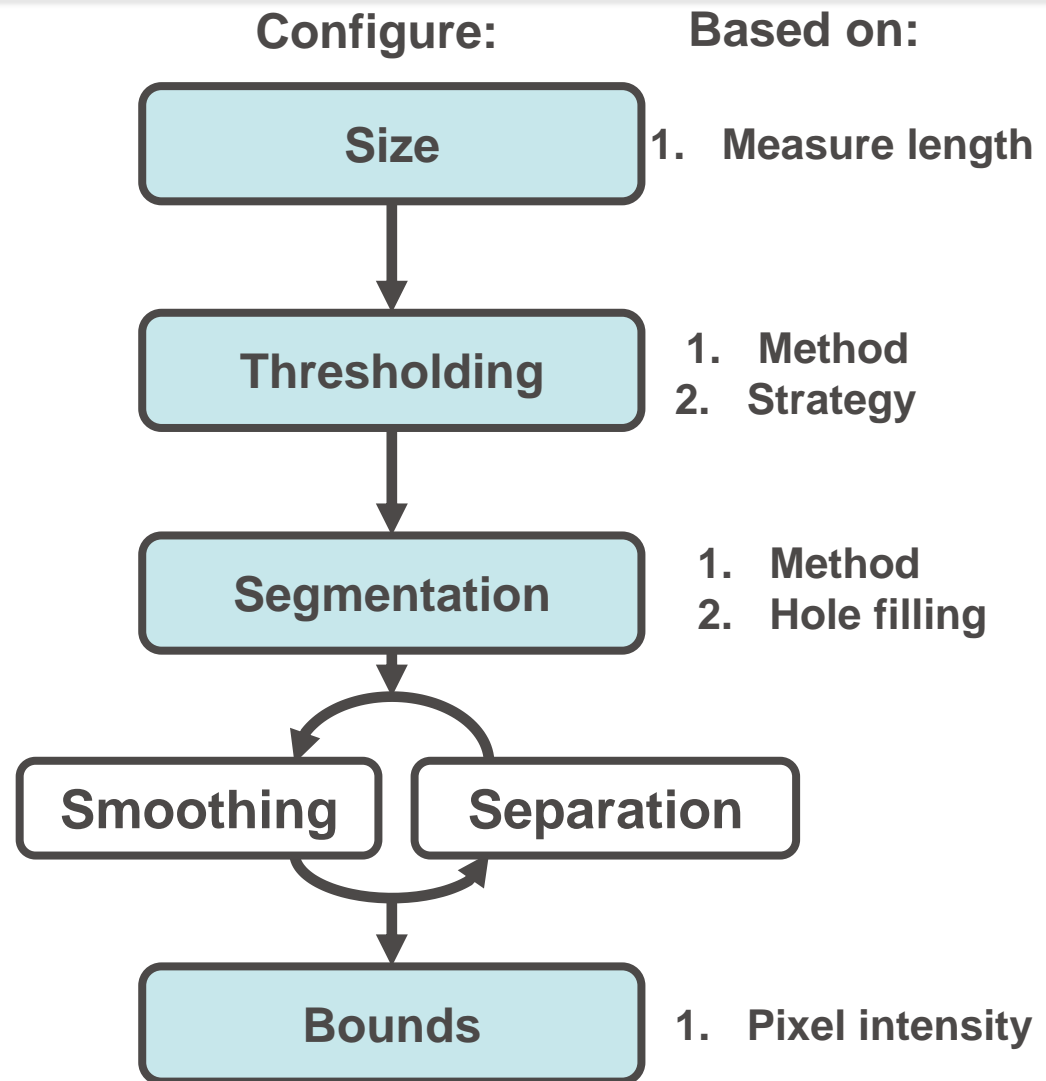 Configure: Based on:
Size 1. Measure length
Thresholding
1. Method
2. Strategy
Segmentation
1. Method
2. Hole filling
Smoothing Separation
Bounds 1. Pixel intensity